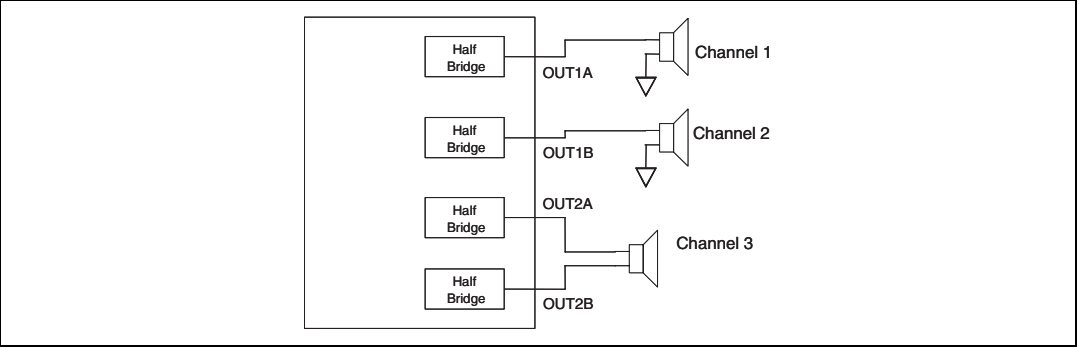 Half
Bridge
OUT1A
Channel 1
Half
Bridge
OUT1B
Channel 2
Half
Bridge
OUT2A
Channel 3
Half
Bridge
OUT2B